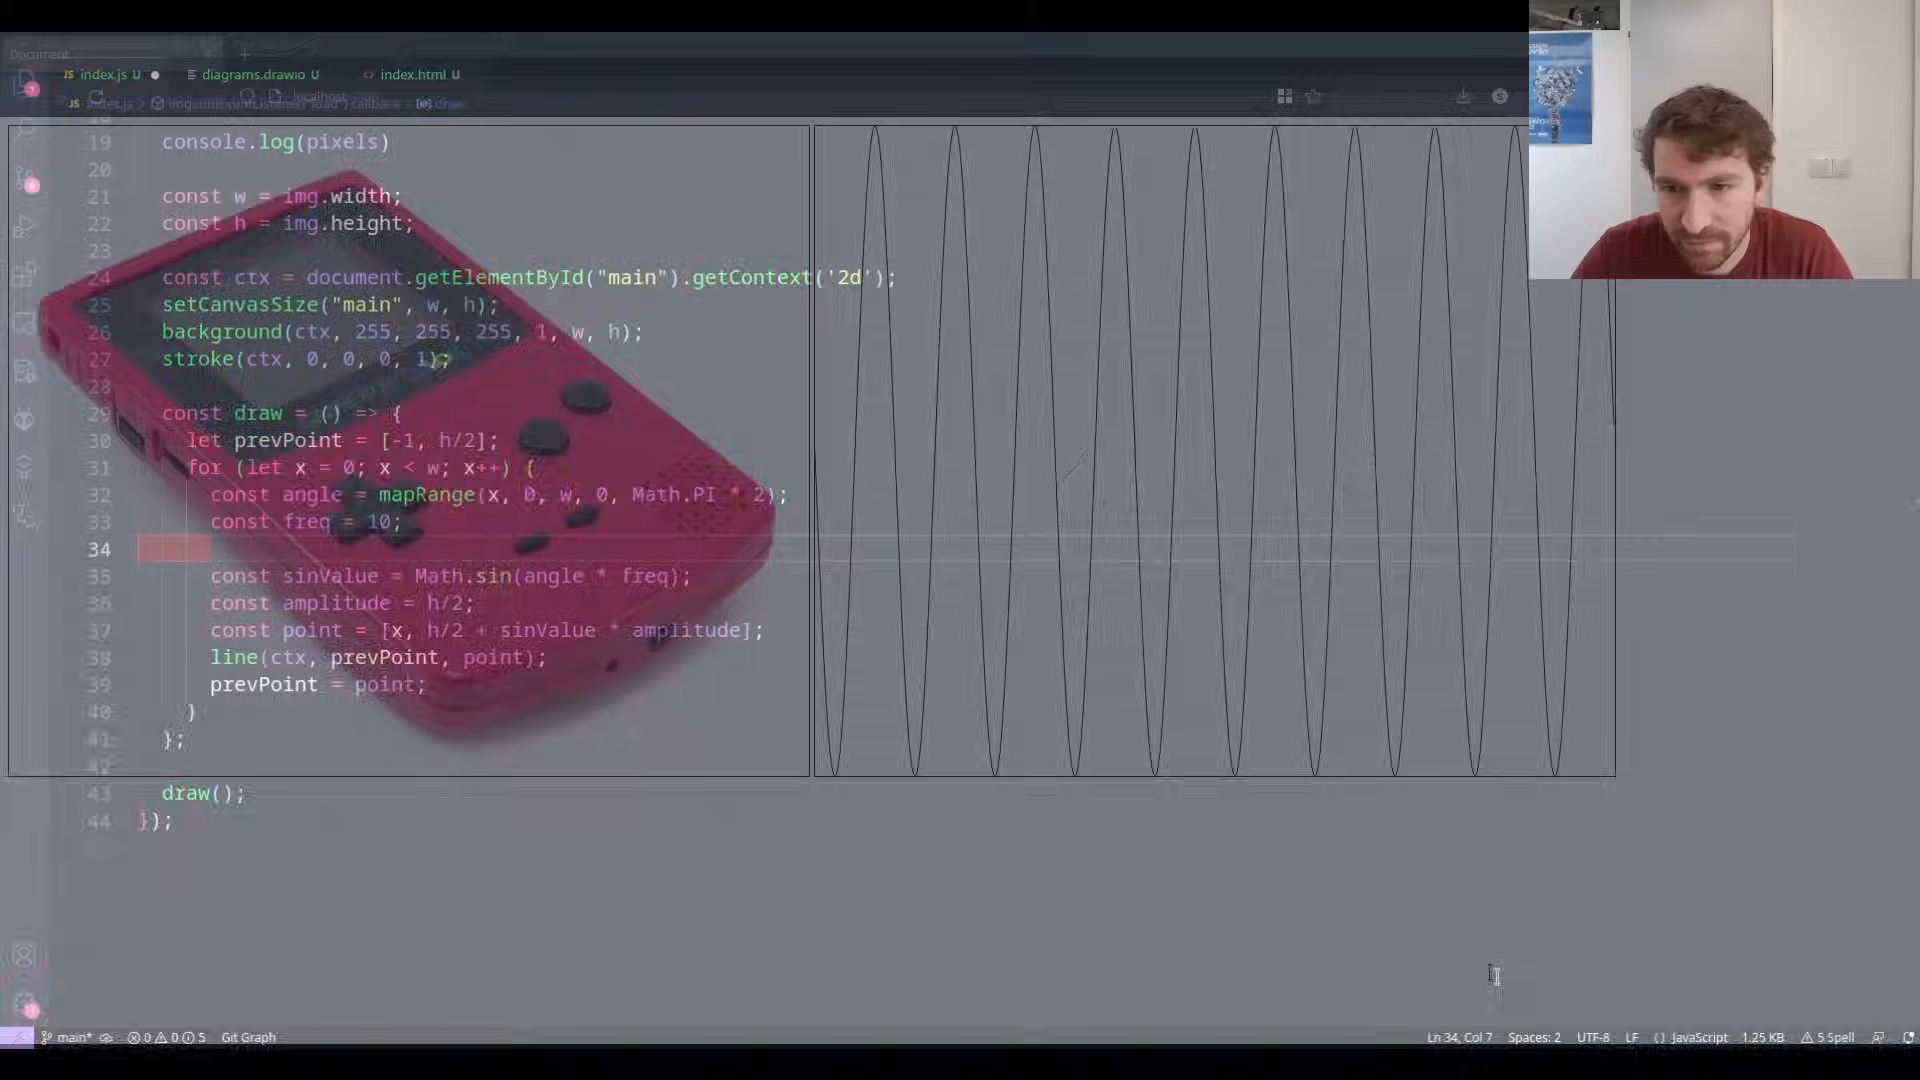 Document
index.js U
diagrams.drawio U
index.html U
localhost
draw
19 console.log(pixels)
20
21 const w = img.width;
22 const h = img.height;
23
24 const ctx = document.getElementById("main").getContext('2d');
25 setCanvasSize("main", w, h);
26 background(ctx, 255, 255, 255, 1, w, h);
27 stroke(ctx, 0, 0, 0, 1);
28
29 const draw = () => {
30 let prevPoint = [-1, h/2];
31 for (let x = 0; x < w; x++) {
32 const angle = mapRange(x, 0, w, 0, Math.PI * 2);
33 const freq = 10;
34
35 const sinValue = Math.sin(angle * freq);
36 const amplitude = h/2;
37 const point = [x, h/2 + sinValue * amplitude];
38 line(ctx, prevPoint, point);
39 prevPoint = point;
40 }
41 };
42
43 draw();
44 });
main* 0 0 5 Git Graph Ln 34, Col 7 Spaces: 2 UTF-8 LF JavaScript 1.25 KB 5 Spell